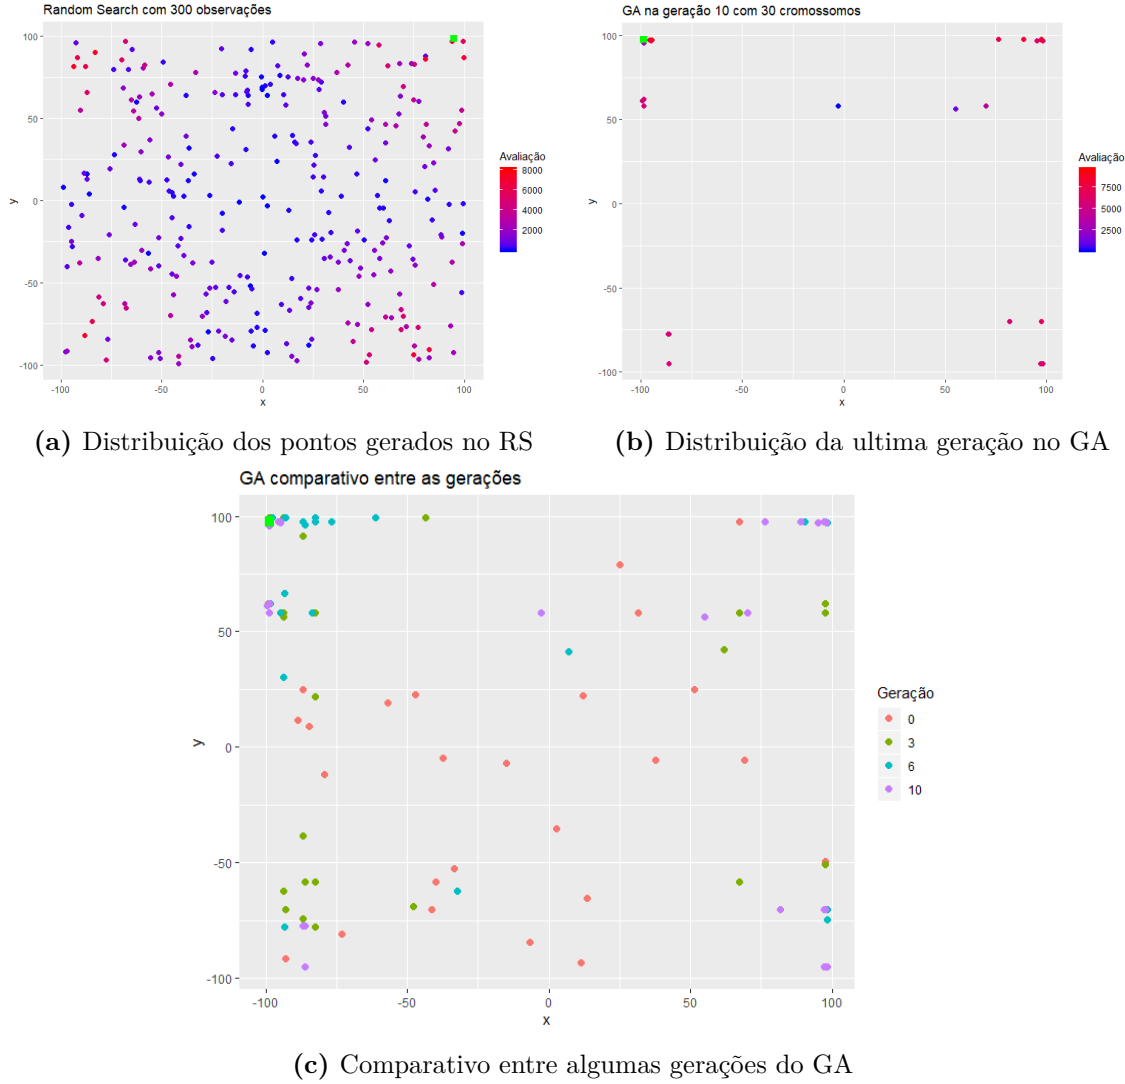 Random Search com 300 observações
100
50
0
-50
-100
y
-100
-50
0
50
100
x
Avaliação
8000
6000
4000
2000
(a) Distribuição dos pontos gerados no RS
GA na geração 10 com 30 cromossomos
100
50
0
-50
-100
y
-100
-50
0
50
100
x
Avaliação
7500
5000
2500
(b) Distribuição da ultima geração no GA
GA comparativo entre as gerações
100
50
0
-50
-100
y
-100
-50
0
50
100
x
Geração
0
3
6
10
(c) Comparativo entre algumas gerações do GA